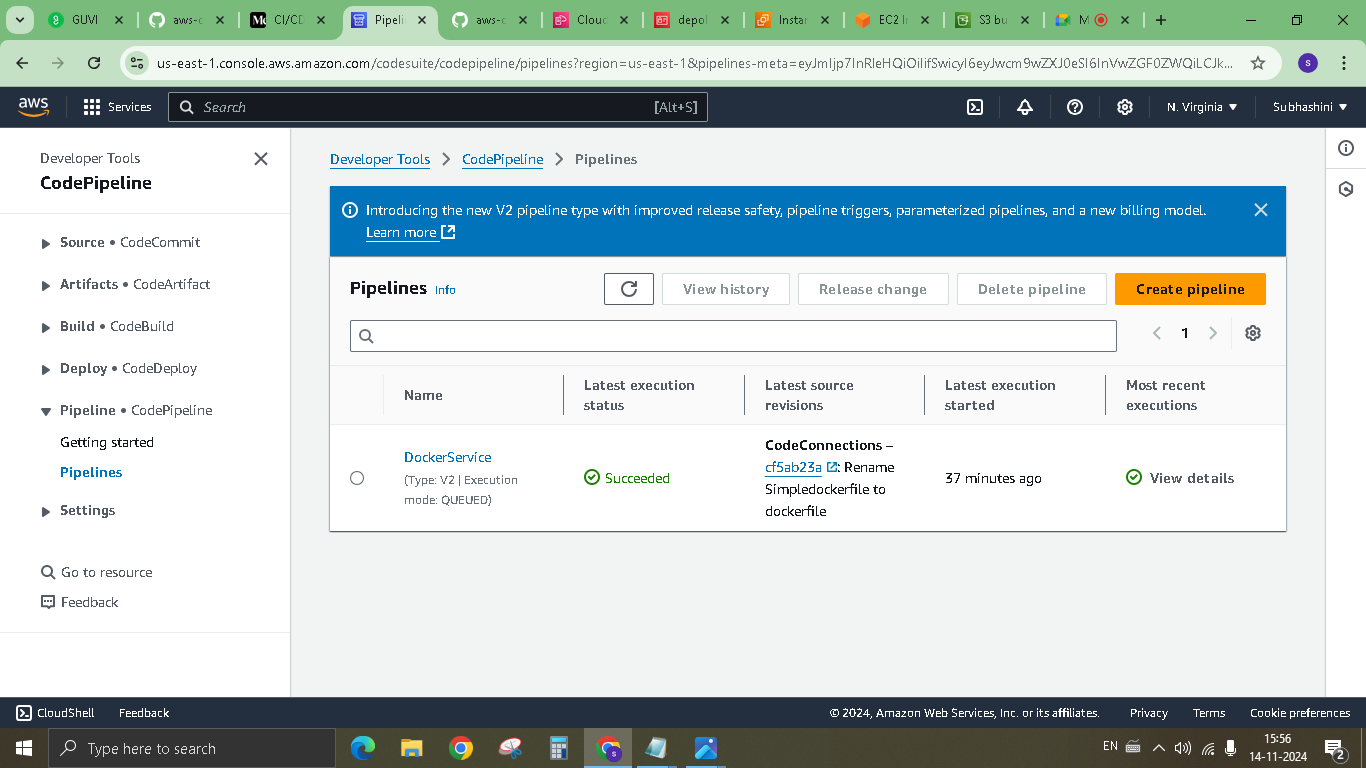 GUVI
aws-c
CI/CD
Pipeli
aws-c
Cloud
depol
Instan
EC2 In
S3 bu
M
us-east-1.console.aws.amazon.com/codesuite/codepipeline/pipelines?region=us-east-1&pipelines-meta=
s
aws
Services
Search
[Alt+S]
N. Virginia
Subhashini
Developer Tools
CodePipeline
Source • CodeCommit
Artifacts • CodeArtifact
Build • CodeBuild
Deploy • CodeDeploy
Pipeline • CodePipeline
Getting started
Pipelines
Settings
Go to resource
Feedback
Developer Tools
CodePipeline
Pipelines
Introducing the new V2 pipeline type with improved release safety, pipeline triggers, parameterized pipelines, and a new billing model.
Learn more
Pipelines Info
View history
Release change
Delete pipeline
Create pipeline
1
Name
Latest execution
status
Latest source
revisions
Latest execution
started
Most recent
executions
DockerService
(Type: V2 | Execution
mode: QUEUED)
Succeeded
CodeConnections –
cf5ab23a : Rename
Simpledockerfile to
dockerfile
37 minutes ago
View details
CloudShell
Feedback
© 2024, Amazon Web Services, Inc. or its affiliates.
Privacy
Terms
Cookie preferences
Type here to search
EN
15:56
14-11-2024
2